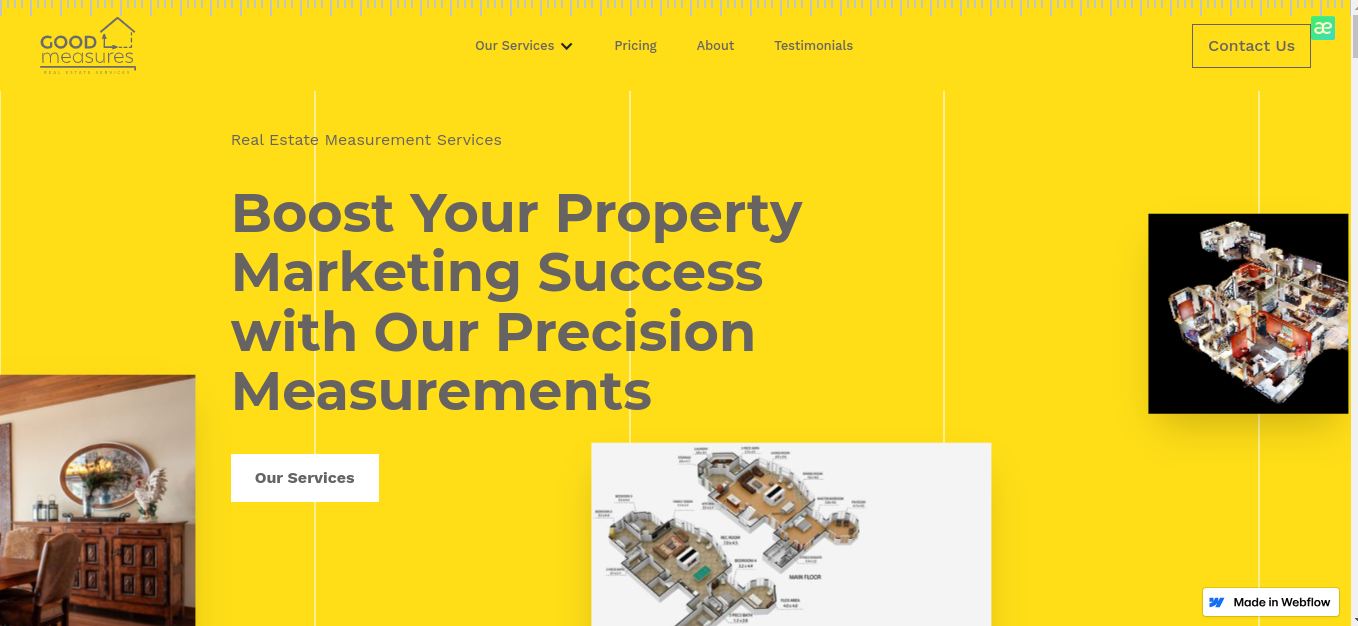 GOOD
measures
REAL ESTATE SERVICES
Our Services
Pricing
About
Testimonials
Contact Us
æ
Real Estate Measurement Services
Boost Your Property
Marketing Success
with Our Precision
Measurements
Our Services
MAIN FLOOR
Made in Webflow